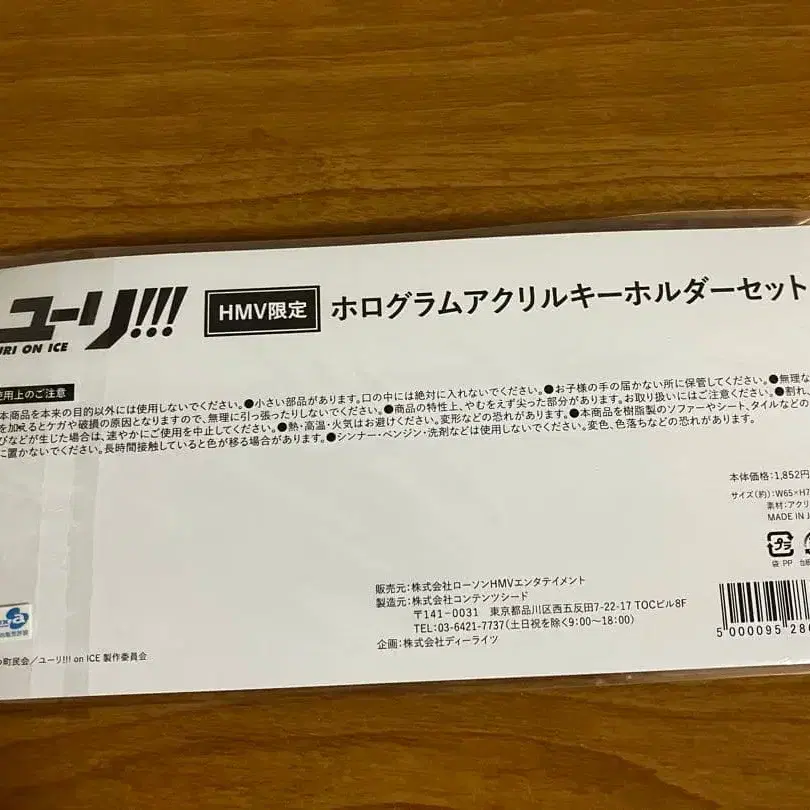 ユーリ!!! HMV限定 ホログラムアクリルキーホルダーセット
URI ON ICE
使用上のご注意
本商品を本来の目的以外には使用しないでください。●小さい部品があります。口の中には絶対に入れないでください。●お子様の手の届かない所に保管してください。●無理な
を加えるとケガや破損の原因となりますので、無理に引っ張ったりしないでください。●商品の特性上、やむをえず尖った部分があります。お取り扱いにはご注意ください。●割れ、
びなどが生じた場合は、速やかにご使用を中止してください。●熱・高温・火気はお避けください。変形などの恐れがあります。●本商品を樹脂製のソファーやシート、タイルなどの
に置かないでください。長時間接触していると色が移る場合があります。●シンナー・ベンジン・洗剤などは使用しないでください。変色、色落ちなどの恐れがあります。
本体価格:1,852円
サイズ(約):W65×H7
素材:アクリ
MADE IN J
プラ
袋 PP 台紙
販売元:株式会社ローソンHMVエンタテイメント
製造元:株式会社コンテンツシード
〒141-0031 東京都品川区西五反田7-22-17 TOCビル8F
TEL:03-6421-7737(土日祝を除く9:00~18:00)
企画:株式会社ディーライツ
5 000095 286
町民会/ユーリ!!! on ICE 製作委員会